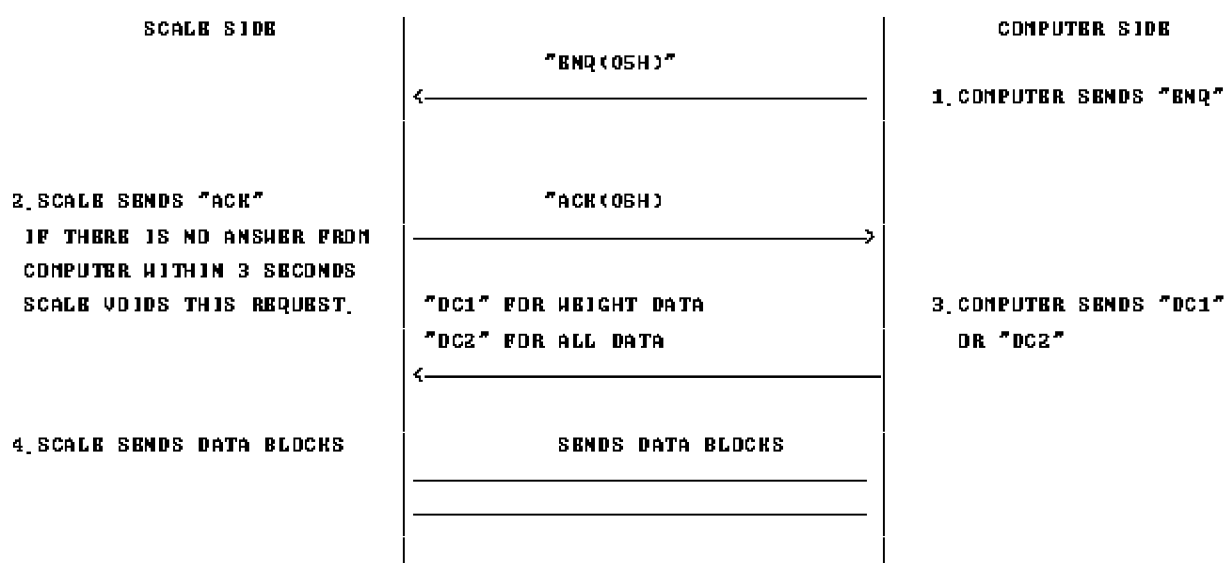 SCALE SIDE
COMPUTER SIDE
"ENQ(05H)"
1.COMPUTER SENDS "ENQ"
2.SCALE SENDS "ACK"
"ACK(06H)
IF THERE IS NO ANSWER FROM
COMPUTER WITHIN 3 SECONDS
SCALE VOIDS THIS REQUEST.
"DC1" FOR WEIGHT DATA
3.COMPUTER SENDS "DC1"
"DC2" FOR ALL DATA
OR "DC2"
4.SCALE SENDS DATA BLOCKS
SENDS DATA BLOCKS